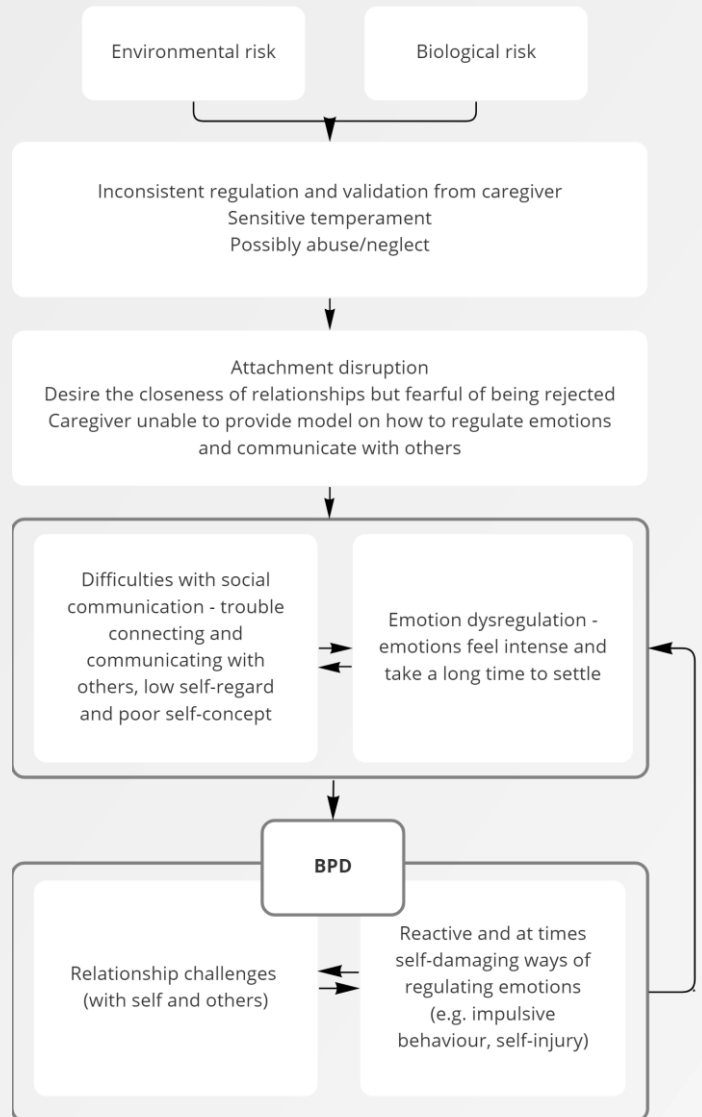 Environmental risk
Biological risk
Inconsistent regulation and validation from caregiver
Sensitive temperament
Possibly abuse/neglect
Attachment disruption
Desire the closeness of relationships but fearful of being rejected
Caregiver unable to provide model on how to regulate emotions
and communicate with others
Difficulties with social
communication - trouble
connecting and
communicating with
others, low self-regard
and poor self-concept
Emotion dysregulation -
emotions feel intense and
take a long time to settle
BPD
Relationship challenges
(with self and others)
Reactive and at times
self-damaging ways of
regulating emotions
(e.g. impulsive
behaviour, self-injury)